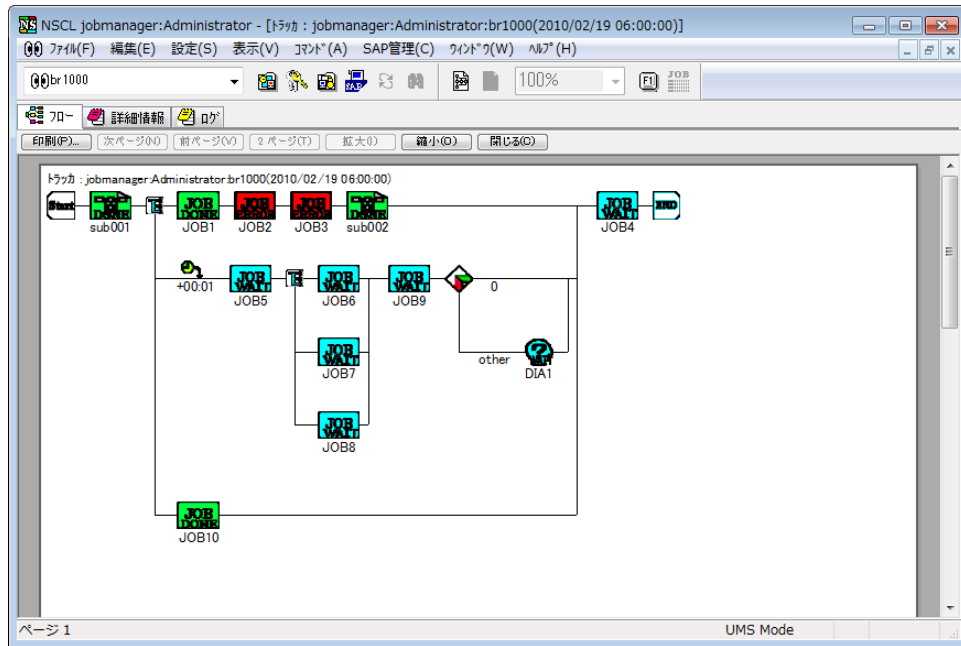 NS NSCL jobmanager:Administrator - [ﾄﾗｯｶ : jobmanager:Administrator:br1000(2010/02/19 06:00:00)]
ﾌｧｲﾙ(F) 編集(E) 設定(S) 表示(V) ｺﾏﾝﾄﾞ(A) SAP管理(C) ｳｨﾝﾄﾞｳ(W) ﾍﾙﾌﾟ(H)
br1000 SAP 100% F1 JOB
ﾌﾛｰ 詳細情報 ﾛｸﾞ
印刷(P)... 次ページ(N) 前ページ(V) 2 ページ(T) 拡大(I) 縮小(O) 閉じる(C)
ﾄﾗｯｶ : jobmanager:Administrator:br1000(2010/02/19 06:00:00)
Start DONE JOB DONE JOB ERROR JOB ERROR DONE JOB WAIT END
sub001 JOB1 JOB2 JOB3 sub002 JOB4
JOB WAIT JOB WAIT JOB WAIT 0
+00:01 JOB5 JOB6 JOB9
JOB WAIT other ? WAIT
JOB7 DIA1
JOB WAIT
JOB8
JOB DONE
JOB10
ページ 1 UMS Mode